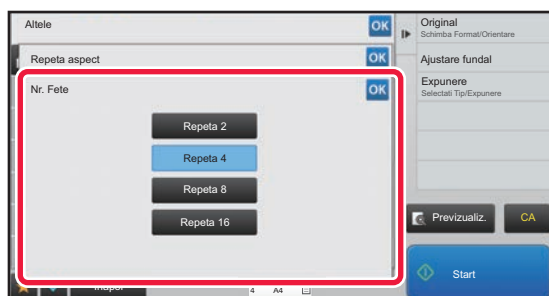 Altele
OK
Repeta aspect
OK
Nr. Fete
OK
Repeta 2
Repeta 4
Repeta 8
Repeta 16
4 A4
Original
Schimba Format/Orientare
Ajustare fundal
Expunere
Selectati Tip/Expunere
Previzualiz.
CA
Start